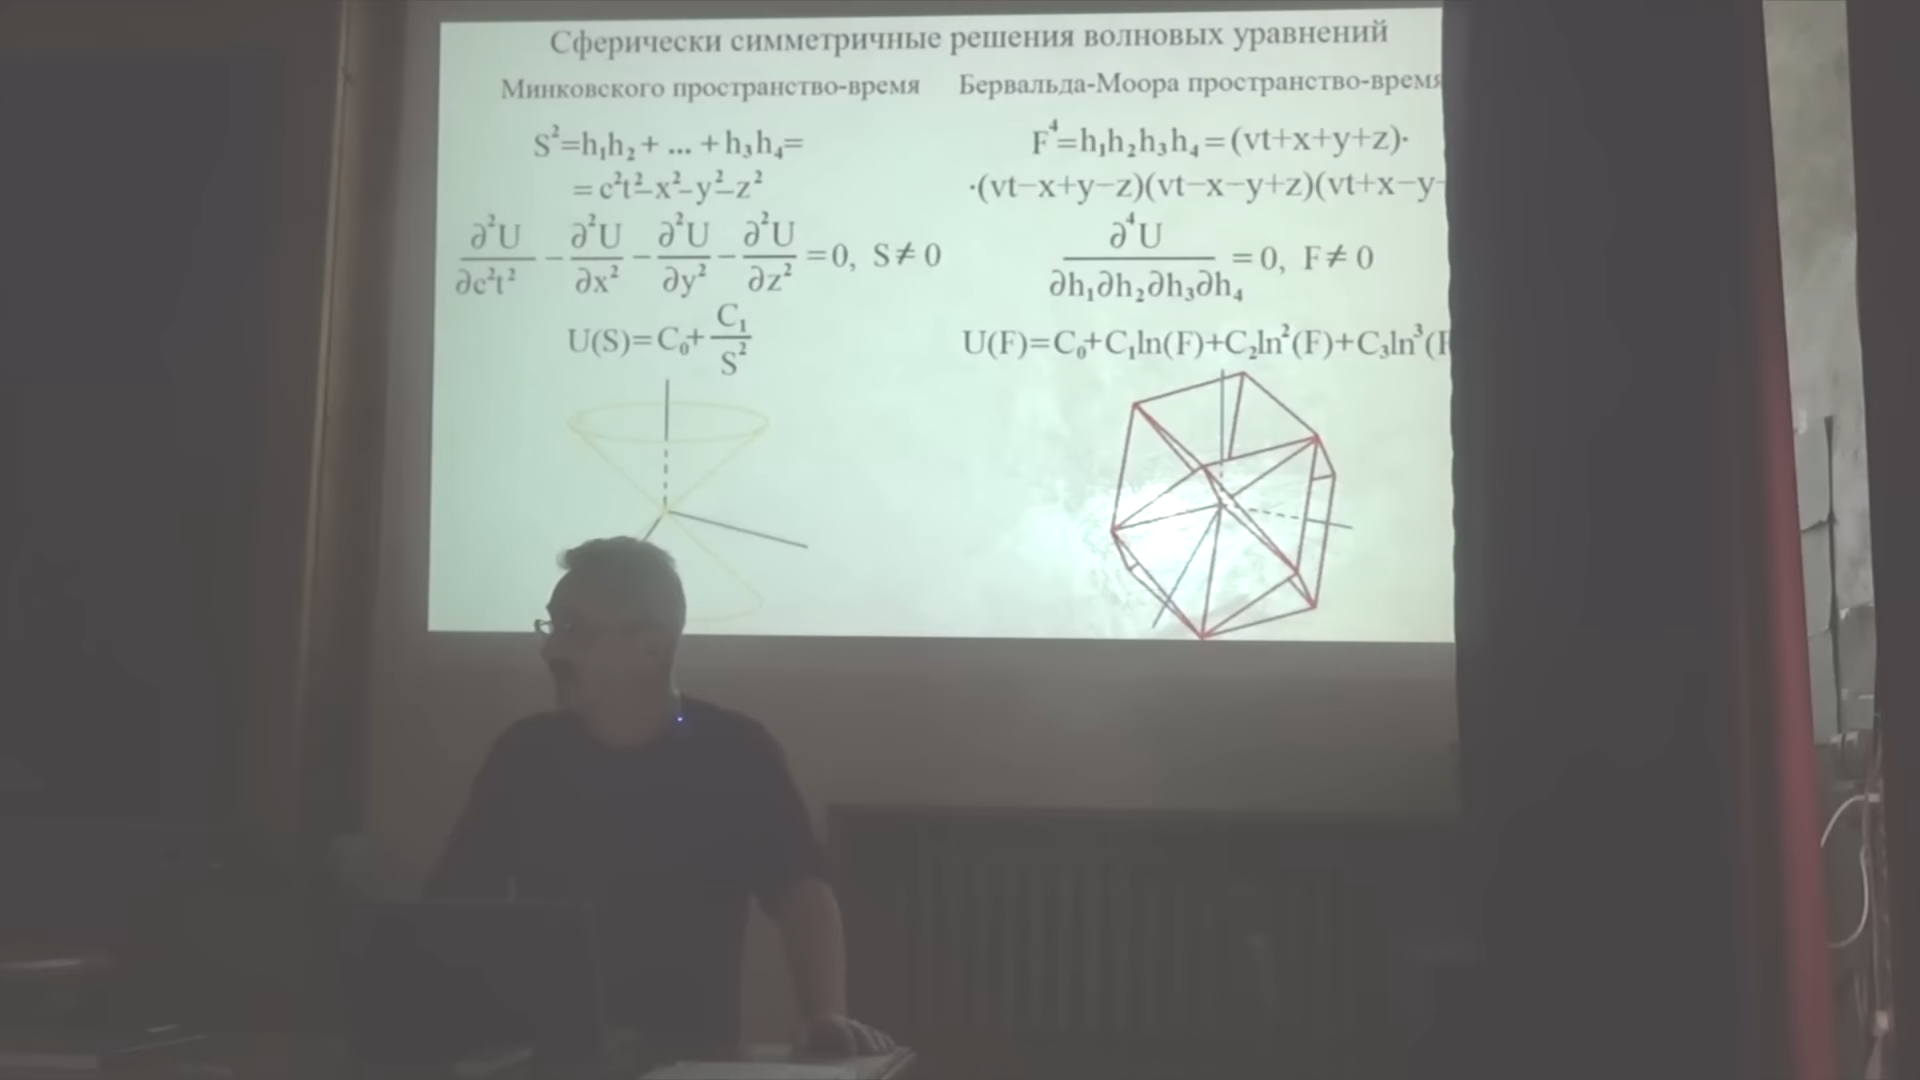 Сферически симметричные решения волновых уравнений
Минковского пространство-время
S²=h₁h₂+ ... +h₃h₄=
=c²t²−x²−y²−z²
∂²U/∂c²t² − ∂²U/∂x² − ∂²U/∂y² − ∂²U/∂z² =0, S≠0
U(S)=C₀+C₁/S²
Бервальда-Моора пространство-время
F⁴=h₁h₂h₃h₄=(vt+x+y+z)·
·(vt−x+y−z)(vt−x−y+z)(vt+x−y−
∂⁴U/∂h₁∂h₂∂h₃∂h₄ =0, F≠0
U(F)=C₀+C₁ln(F)+C₂ln²(F)+C₃ln³(F